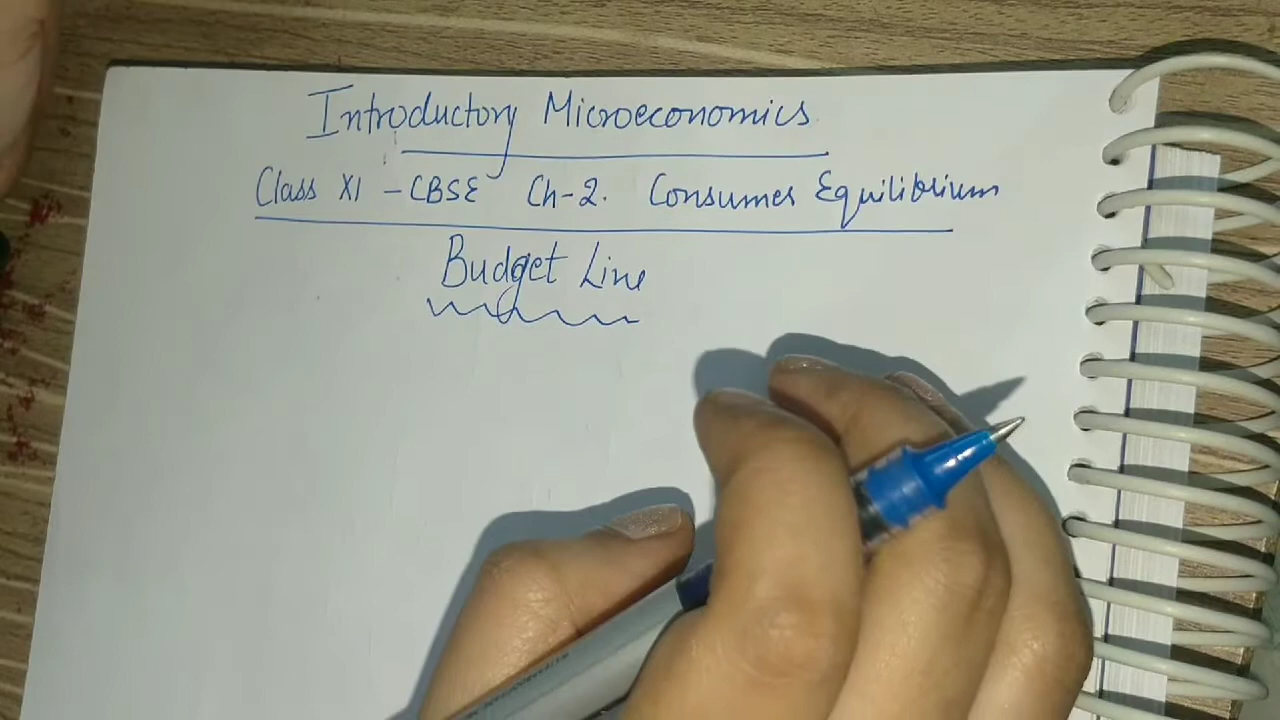 Introductory Microeconomics
Class XI - CBSE Ch-2. Consumer Equilibrium
Budget Line